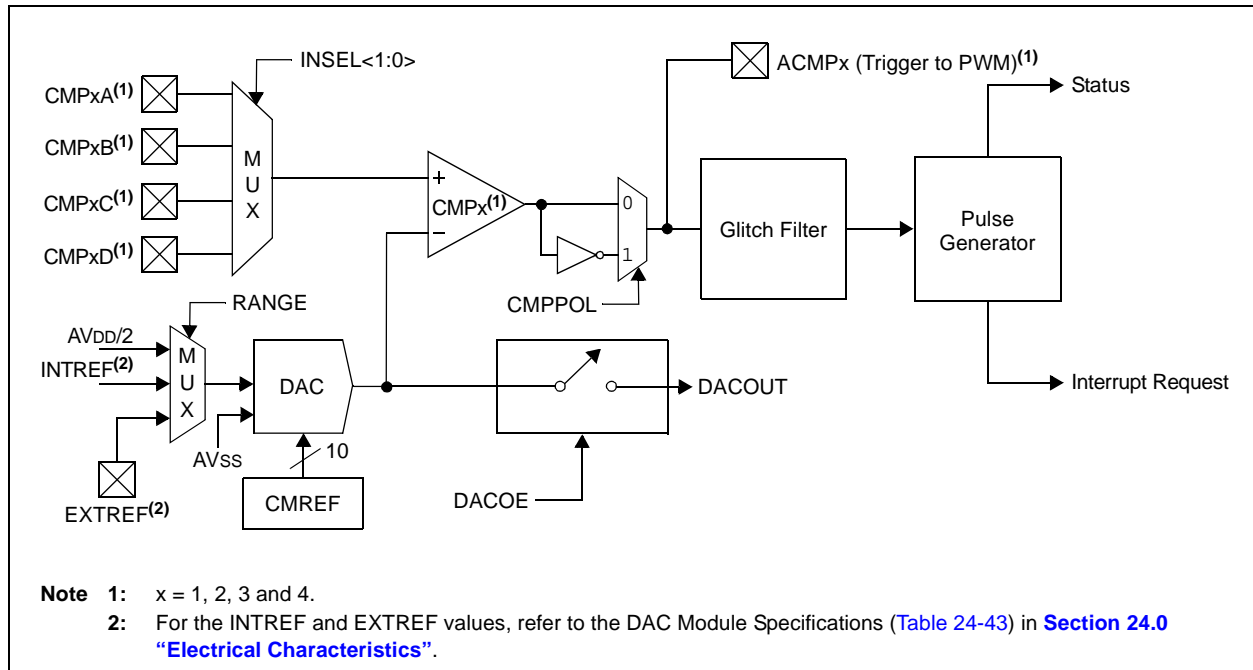 INSEL<1:0>
ACMPx (Trigger to PWM)(1)
Status
CMPxA(1)
CMPxB(1)
CMPxC(1)
CMPxD(1)
M
U
X
+
CMPx(1)
–
0
1
CMPPOL
Glitch Filter
Pulse
Generator
Interrupt Request
RANGE
AVDD/2
INTREF(2)
M
U
X
DAC
AVSS
10
CMREF
EXTREF(2)
DACOUT
DACOE
Note 1: x = 1, 2, 3 and 4.
2: For the INTREF and EXTREF values, refer to the DAC Module Specifications (Table 24-43) in Section 24.0
“Electrical Characteristics”.